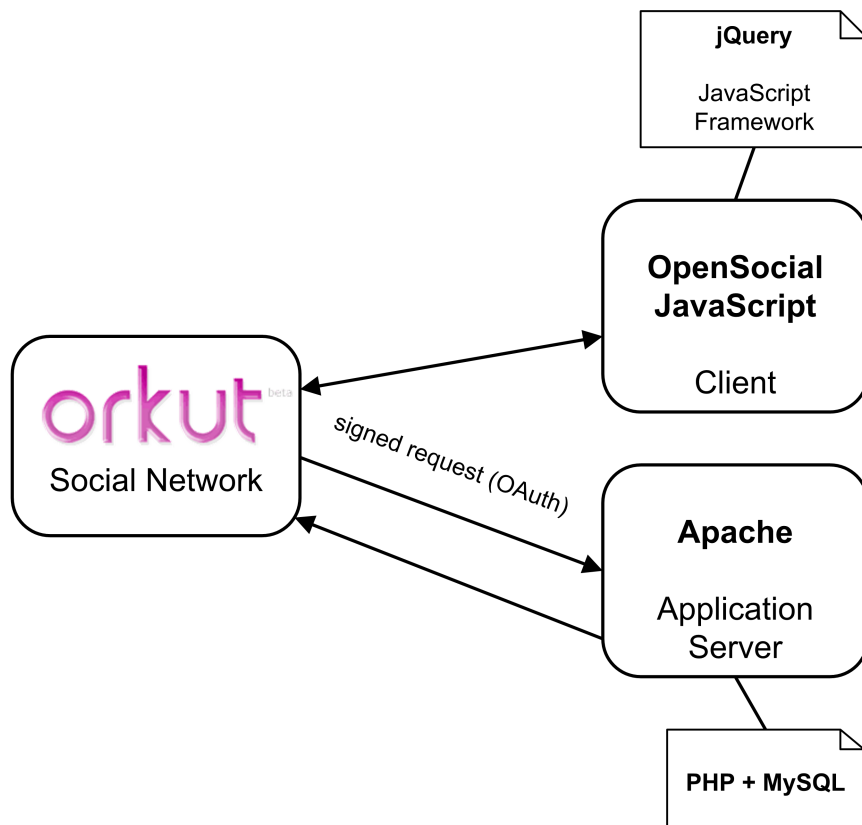 jQuery
JavaScript
Framework
OpenSocial
JavaScript
Client
orkut beta
Social Network
signed request (OAuth)
Apache
Application
Server
PHP + MySQL